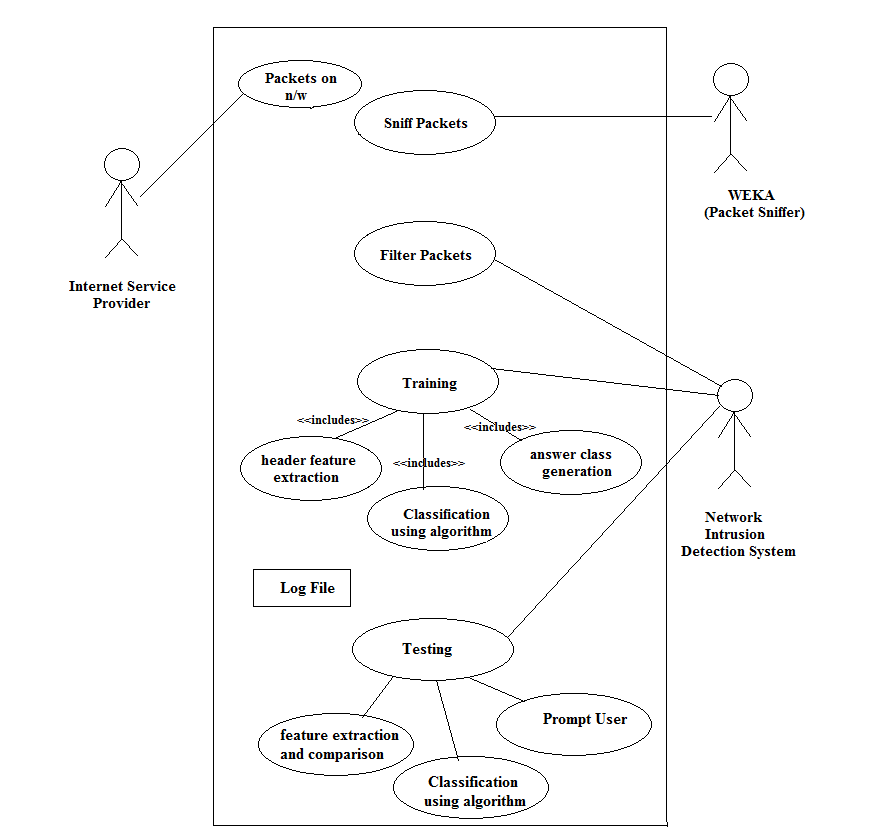 Packets on
n/w
Sniff Packets
WEKA
(Packet Sniffer)
Internet Service
Provider
Filter Packets
Training
<<includes>>
<<includes>>
<<includes>>
header feature
extraction
answer class
generation
Classification
using algorithm
Network
Intrusion
Detection System
Log File
Testing
feature extraction
and comparison
Prompt User
Classification
using algorithm